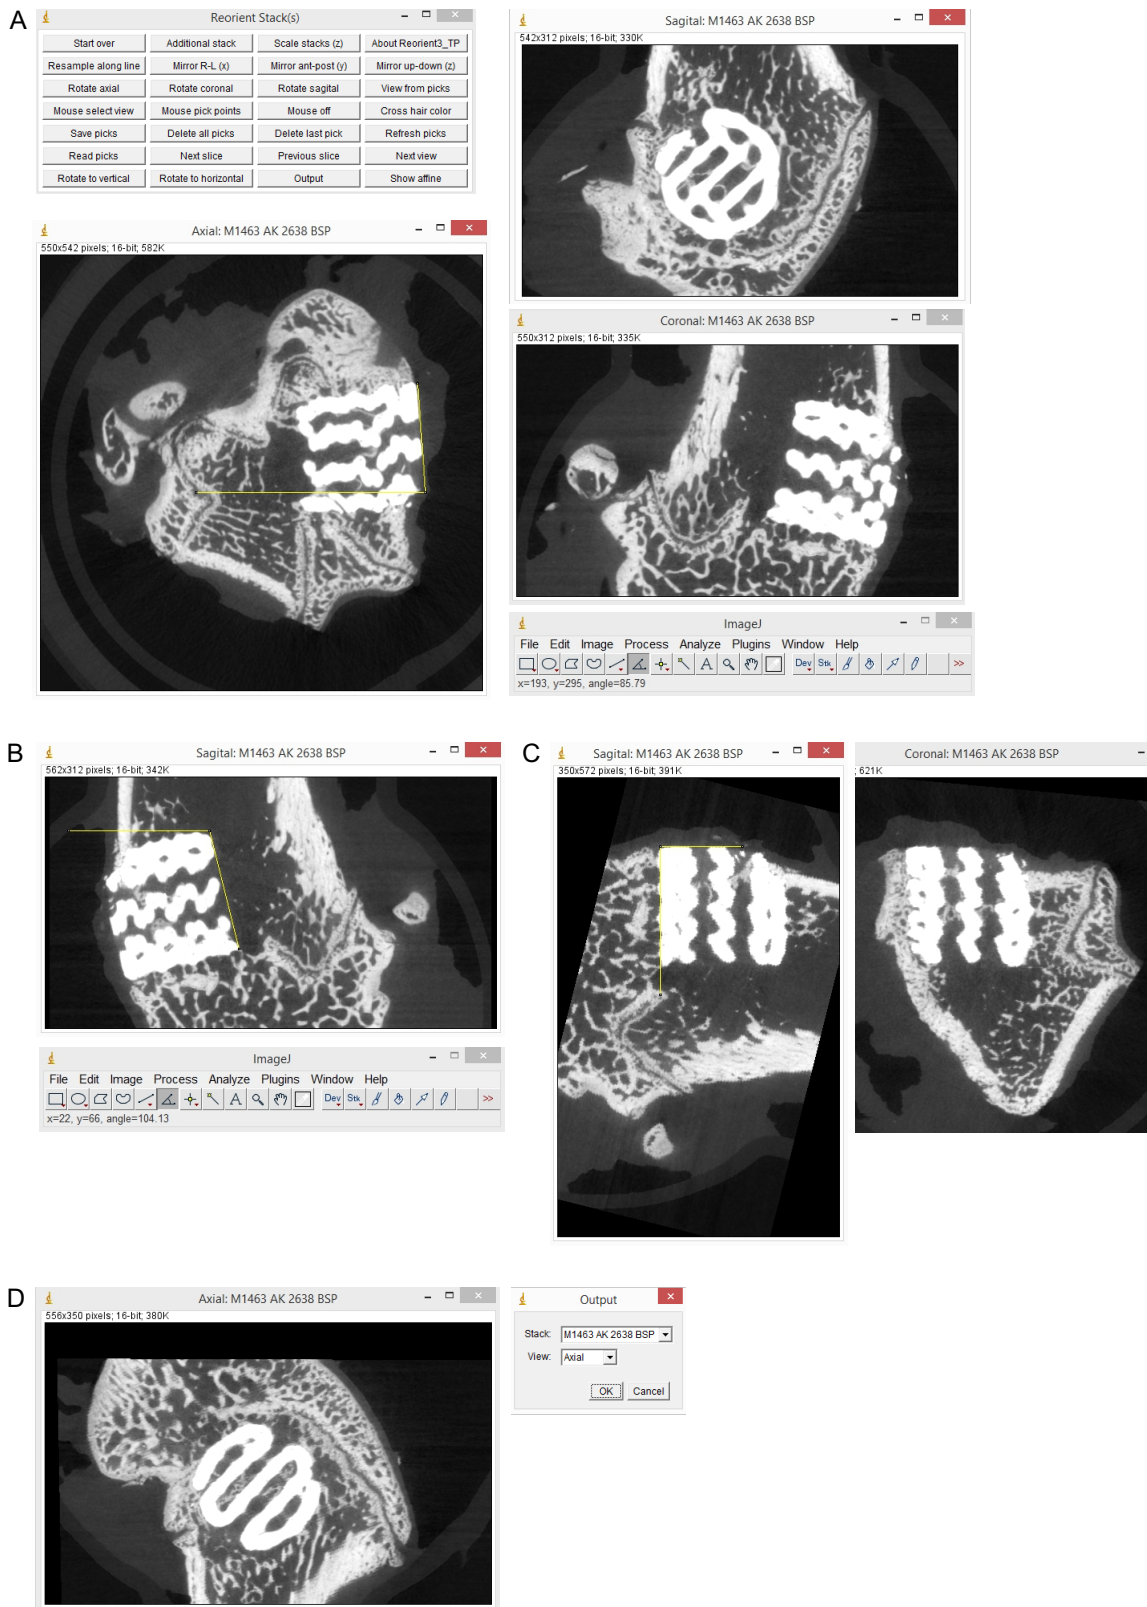 A
Reorient Stack(s)
Start over Additional stack Scale stacks (z) About Reorient3_TP
Resample along line Mirror R-L (x) Mirror ant-post (y) Mirror up-down (z)
Rotate axial Rotate coronal Rotate sagital View from picks
Mouse select view Mouse pick points Mouse off Cross hair color
Save picks Delete all picks Delete last pick Refresh picks
Read picks Next slice Previous slice Next view
Rotate to vertical Rotate to horizontal Output Show affine
Sagital: M1463 AK 2638 BSP
542x312 pixels; 16-bit; 330K
Axial: M1463 AK 2638 BSP
550x542 pixels; 16-bit; 582K
Coronal: M1463 AK 2638 BSP
550x312 pixels; 16-bit; 335K
ImageJ
File Edit Image Process Analyze Plugins Window Help
A Dev Stk >>
x=193, y=295, angle=85.79
B
Sagital: M1463 AK 2638 BSP
562x312 pixels; 16-bit; 342K
ImageJ
File Edit Image Process Analyze Plugins Window Help
A Dev Stk >>
x=22, y=66, angle=104.13
C
Sagital: M1463 AK 2638 BSP
350x572 pixels; 16-bit; 391K
Coronal: M1463 AK 2638 BSP
; 621K
D
Axial: M1463 AK 2638 BSP
556x350 pixels; 16-bit; 380K
Output
Stack: M1463 AK 2638 BSP
View: Axial
OK Cancel